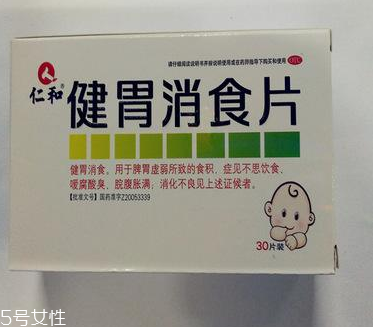 请仔细阅读说明书并按说明使用或在药师指导下购买和使用 OTC
仁和®
健胃消食片
健胃消食。用于脾胃虚弱所致的食积，症见不思饮食、
嗳腐酸臭、脘腹胀满；消化不良见上述证候者。
【批准文号】国药准字Z20053339
30片装
5号女性